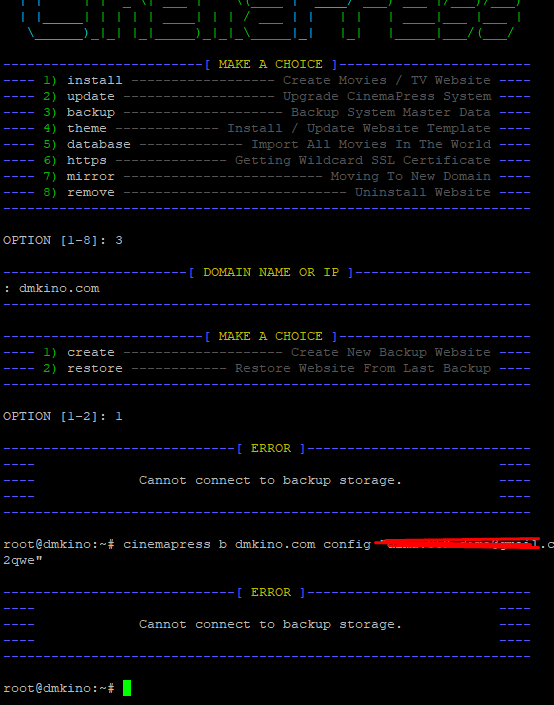 [ MAKE A CHOICE ]
1) install Create Movies / TV Website
2) update Upgrade CinemaPress System
3) backup Backup System Master Data
4) theme Install / Update Website Template
5) database Import All Movies In The World
6) https Getting Wildcard SSL Certificate
7) mirror Moving To New Domain
8) remove Uninstall Website
OPTION [1-8]: 3
[ DOMAIN NAME OR IP ]
: dmkino.com
[ MAKE A CHOICE ]
1) create Create New Backup Website
2) restore Restore Website From Last Backup
OPTION [1-2]: 1
[ ERROR ]
Cannot connect to backup storage.
root@dmkino:~# cinemapress b dmkino.com config
2qwe"
[ ERROR ]
Cannot connect to backup storage.
root@dmkino:~#